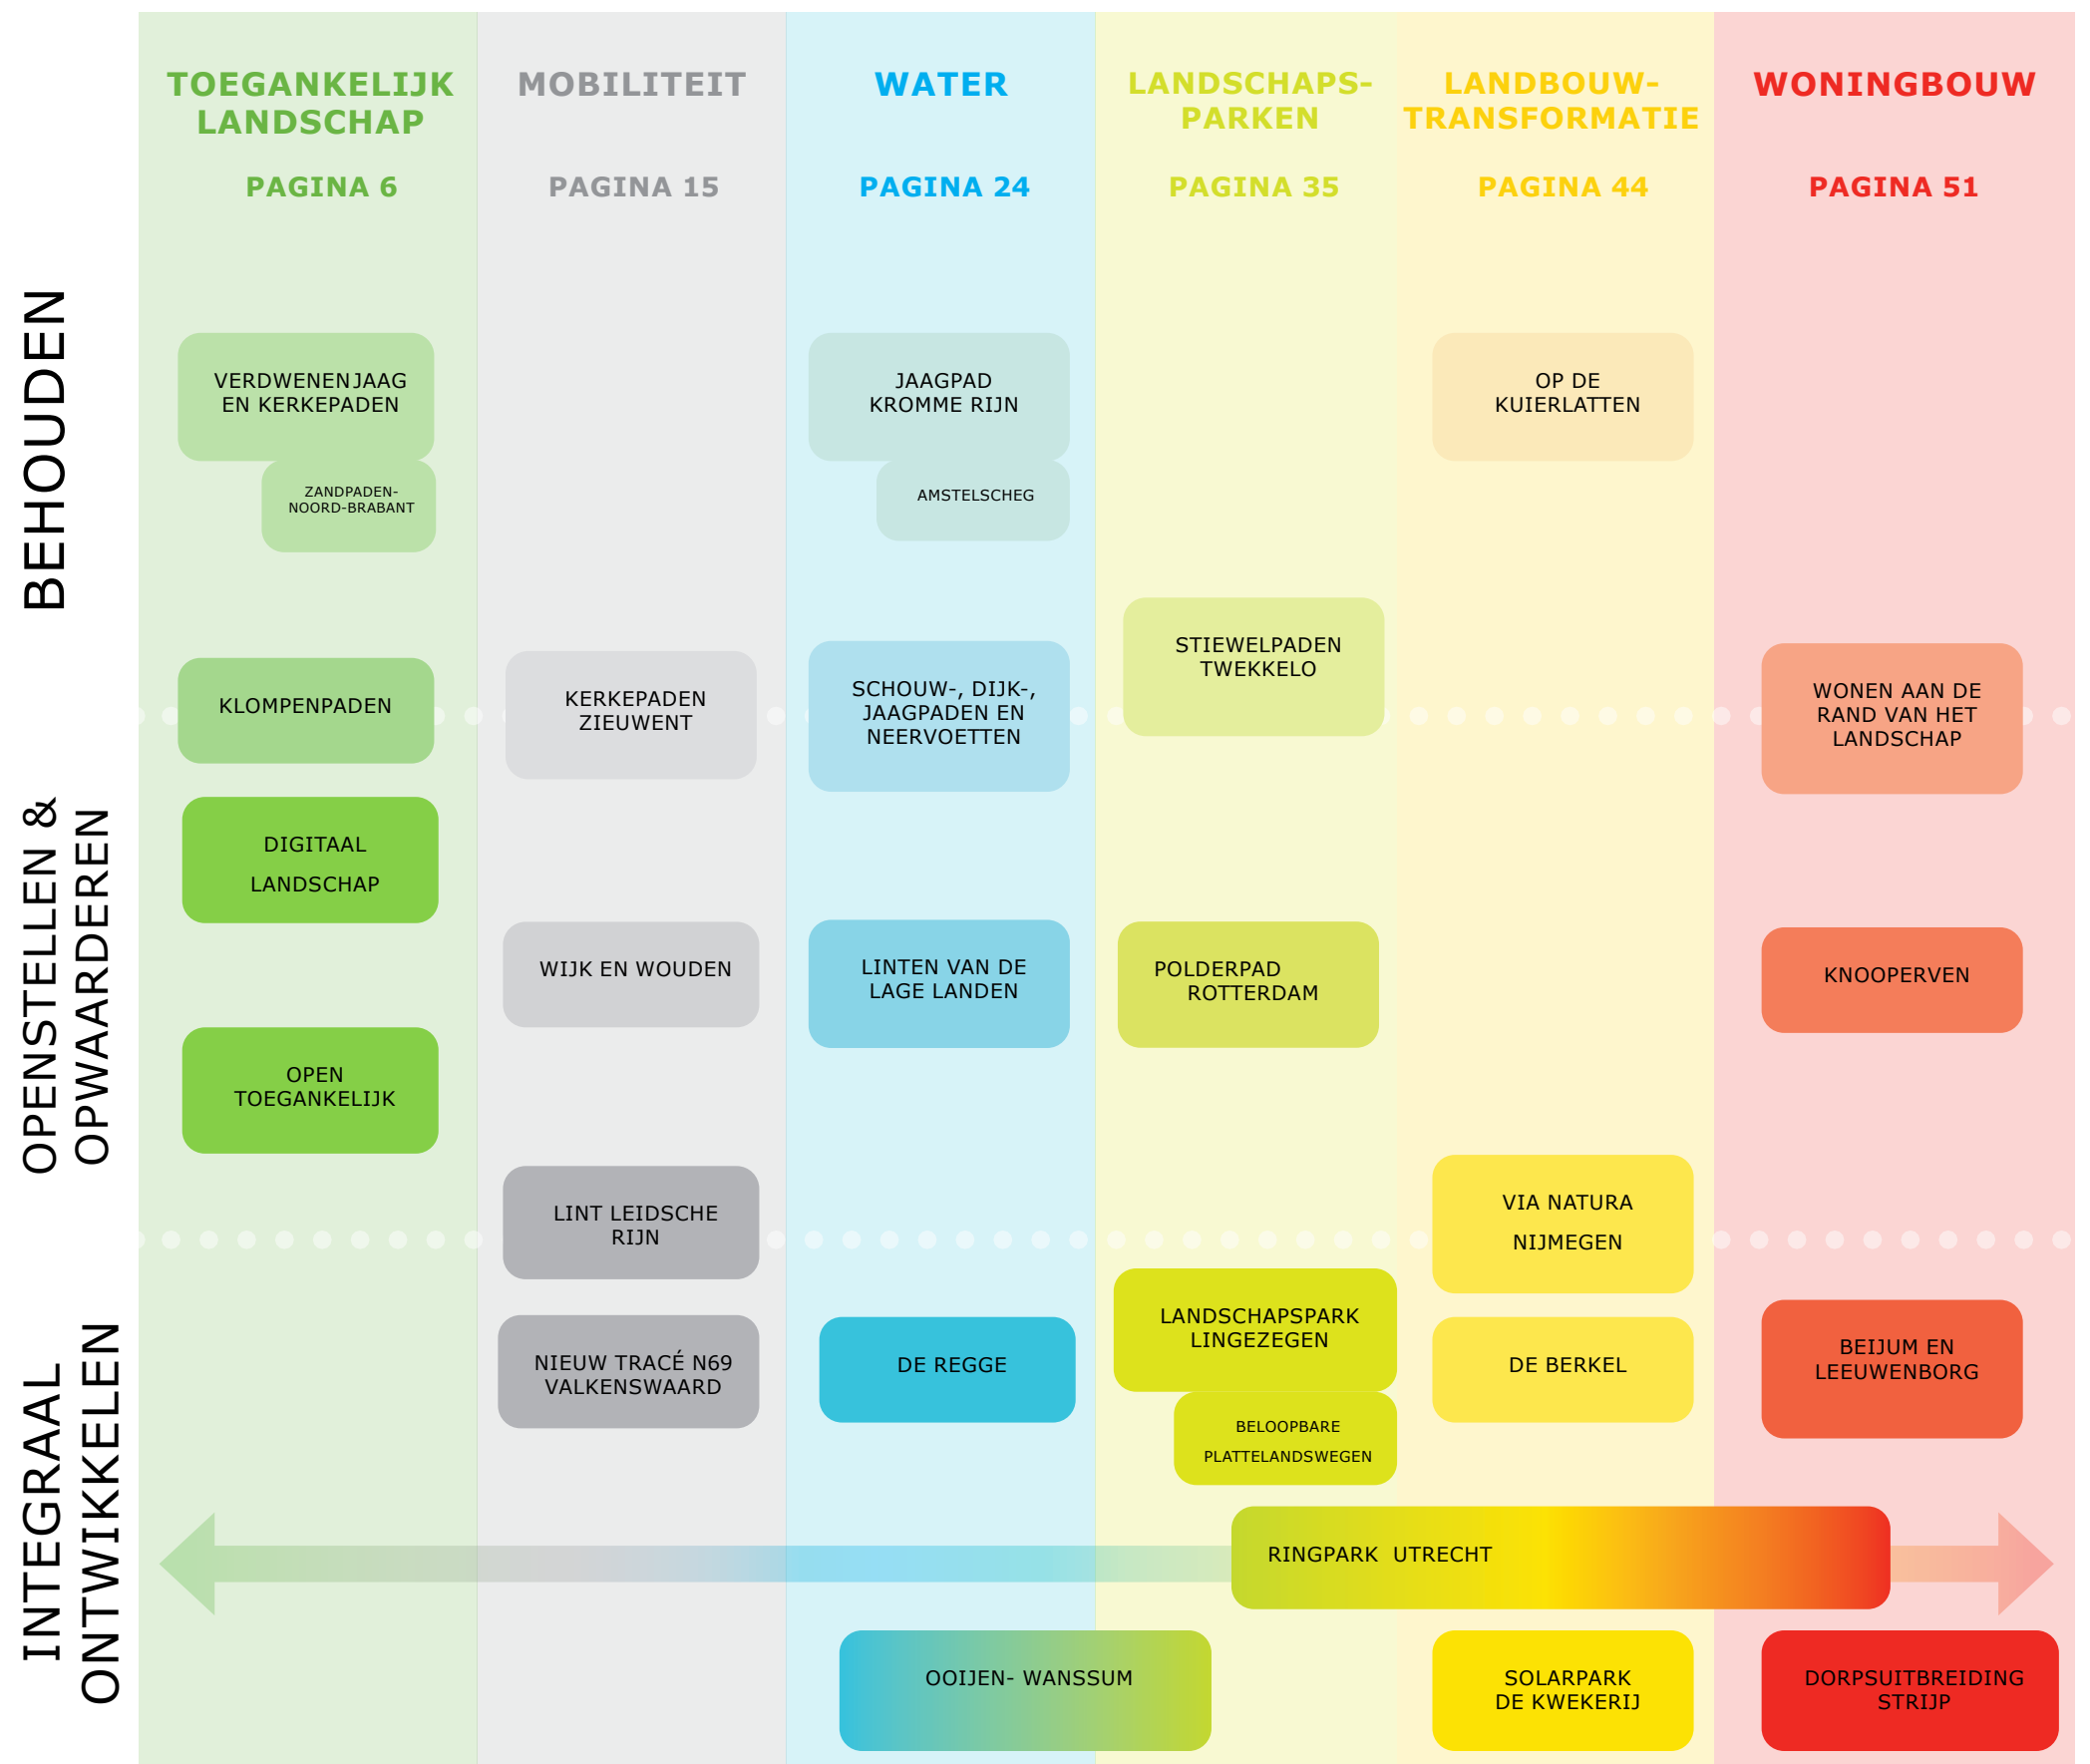 TOEGANKELIJK
LANDSCHAP
PAGINA 6
MOBILITEIT
PAGINA 15
WATER
PAGINA 24
LANDSCHAPS-
PARKEN
PAGINA 35
LANDBOUW-
TRANSFORMATIE
PAGINA 44
WONINGBOUW
PAGINA 51
BEHOUDEN
VERDWENEN JAAG
EN KERKEPADEN
ZANDPADEN-
NOORD-BRABANT
JAAGPAD
KROMME RIJN
AMSTELSCHEG
OP DE
KUIERLATTEN
KLOMPENPADEN
KERKEPADEN
ZIEUWENT
SCHOUW-, DIJK-,
JAAGPADEN EN
NEERVOETTEN
STIEWELPADEN
TWEKKELO
WONEN AAN DE
RAND VAN HET
LANDSCHAP
OPENSTELLEN &
OPWAARDEREN
DIGITAAL
LANDSCHAP
WIJK EN WOUDEN
LINTEN VAN DE
LAGE LANDEN
POLDERPAD
ROTTERDAM
KNOOPERVEN
OPEN
TOEGANKELIJK
LINT LEIDSCHE
RIJN
VIA NATURA
NIJMEGEN
INTEGRAAL
ONTWIKKELEN
NIEUW TRACÉ N69
VALKENSWAARD
DE REGGE
LANDSCHAPSPARK
LINGEZEGEN
BELOOPBARE
PLATTELANDSWEGEN
DE BERKEL
BEIJUM EN
LEEUWENBORG
RINGPARK UTRECHT
OOIJEN- WANSSUM
SOLARPARK
DE KWEKERIJ
DORPSUITBREIDING
STRIJP